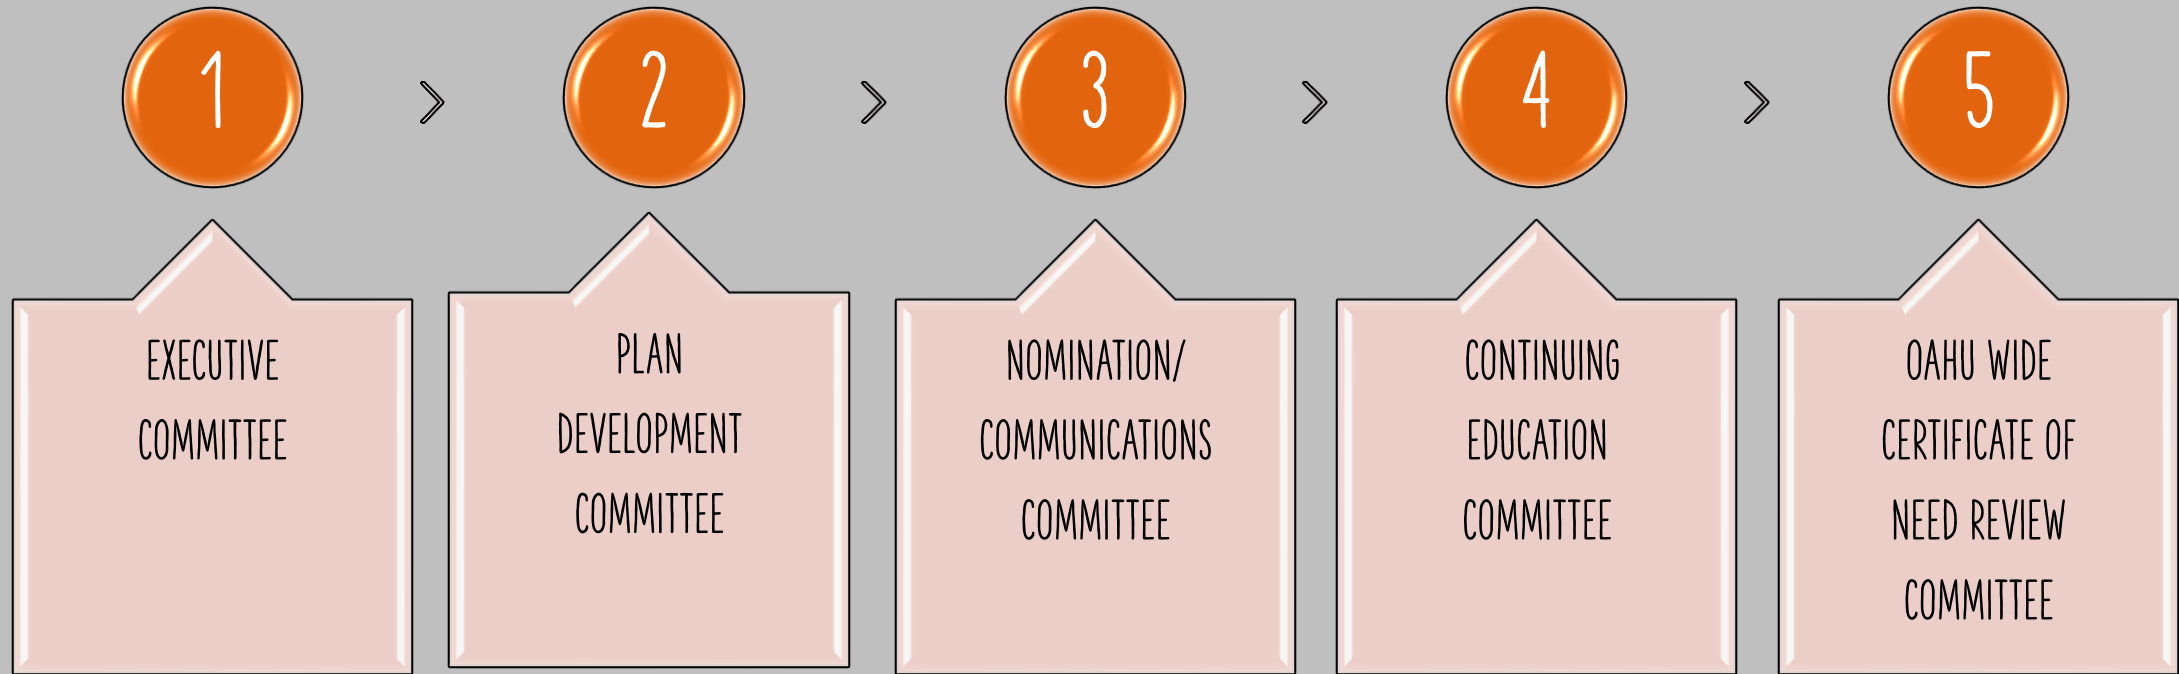 1
2
3
4
5
EXECUTIVE
COMMITTEE
PLAN
DEVELOPMENT
COMMITTEE
NOMINATION/
COMMUNICATIONS
COMMITTEE
CONTINUING
EDUCATION
COMMITTEE
OAHU WIDE
CERTIFICATE OF
NEED REVIEW
COMMITTEE